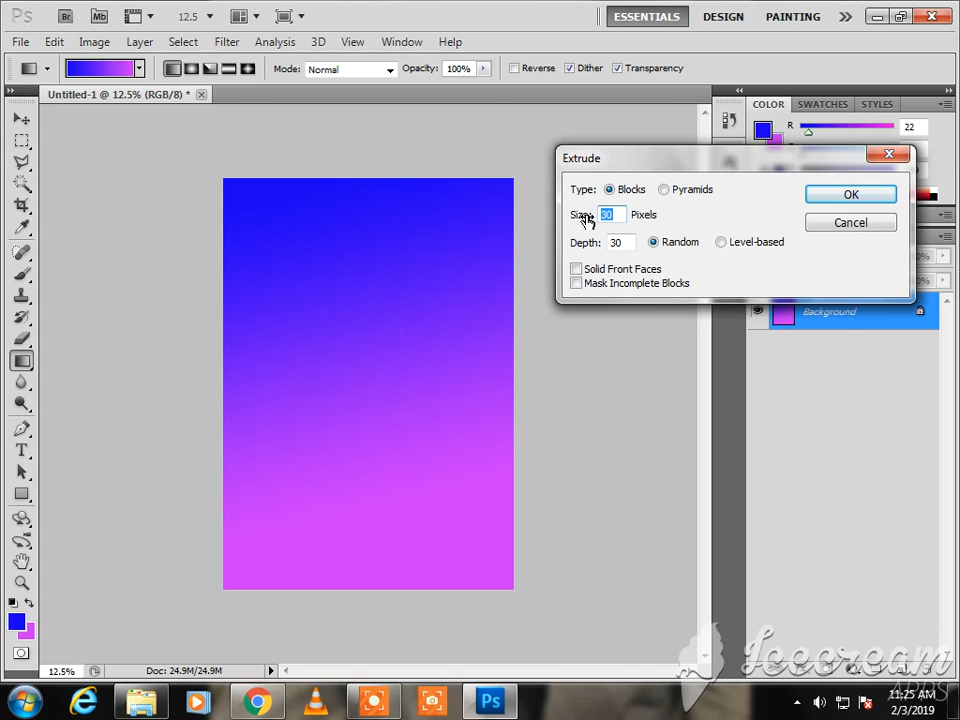 Ps Br Mb 12.5 ESSENTIALS DESIGN PAINTING
File Edit Image Layer Select Filter Analysis 3D View Window Help
Mode: Normal Opacity: 100% Reverse Dither Transparency
Untitled-1 @ 12.5% (RGB/8) *
COLOR SWATCHES STYLES
R 22
Extrude
Type: Blocks Pyramids OK
Size: 30 Pixels Cancel
Depth: 30 Random Level-based
Solid Front Faces
Mask Incomplete Blocks
Background
12.5% Doc: 24.9M/24.9M
Icecream
APPS
Ps
11:25 AM
2/3/2019